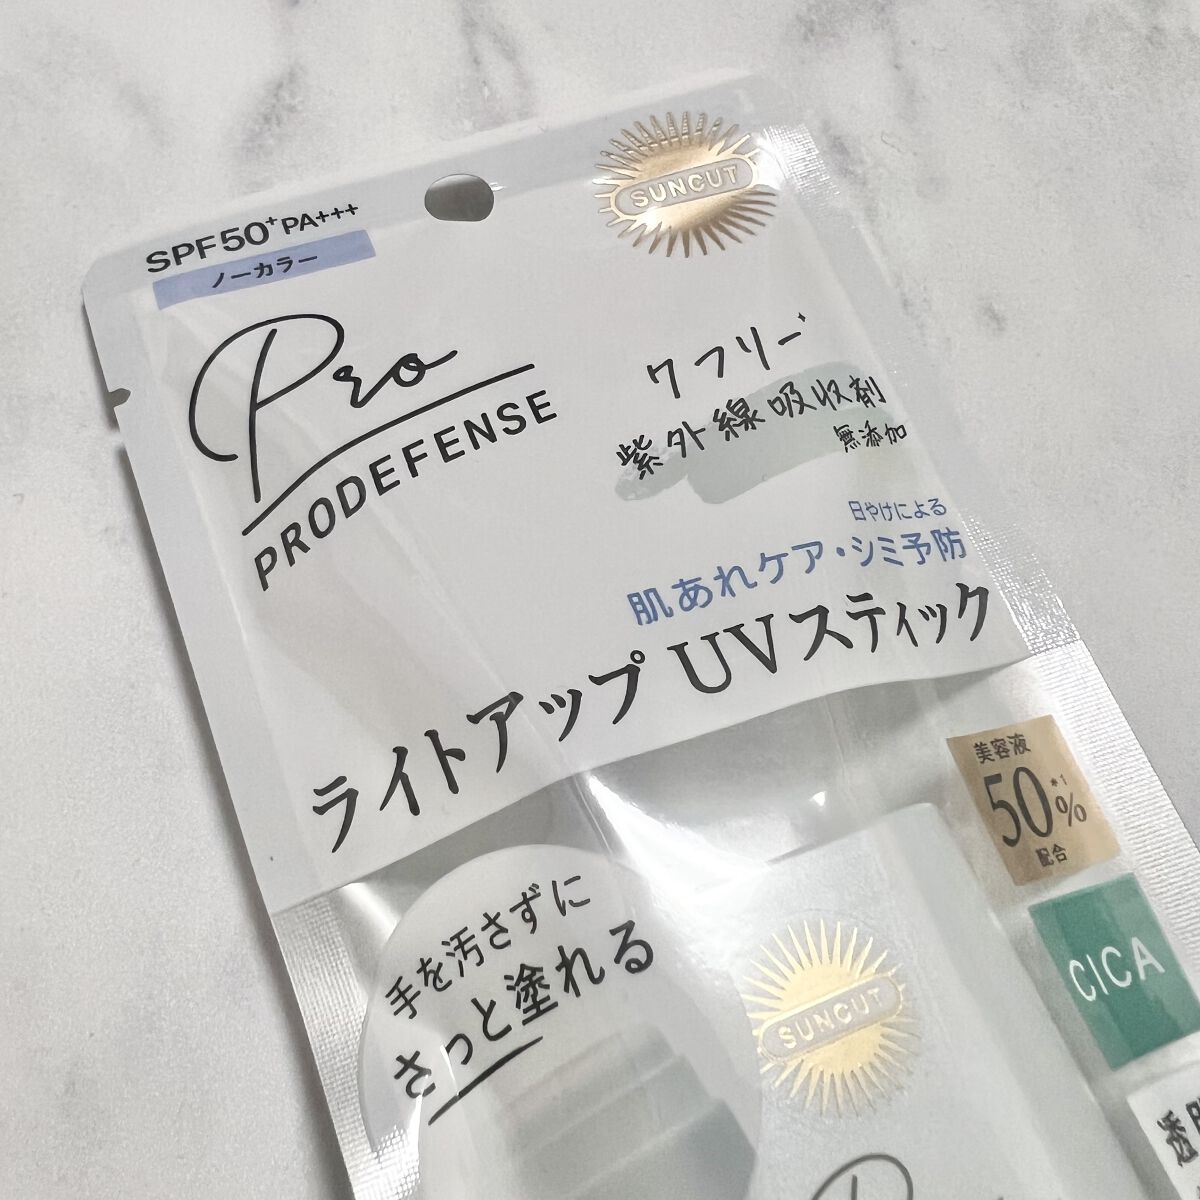 SPF50+PA+++
ノーカラー
SUNCUT
Pro
PRODEFENSE
紫外線吸収剤
無添加
日やけによる
肌あれケア・シミ予防
ライトアップ UVスティック
手を汚さずに
さっと塗れる
美容液
50%*1
配合
CICA
SUNCUT